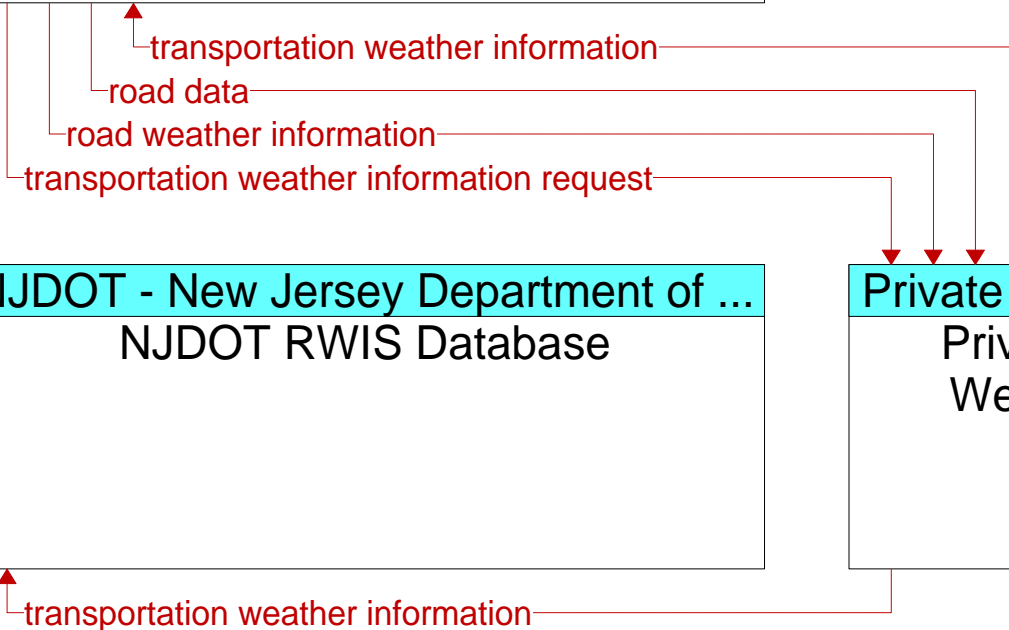 transportation weather information
road data
road weather information
transportation weather information request
NJDOT - New Jersey Department of ...
Private
NJDOT RWIS Database
Priv
We
transportation weather information